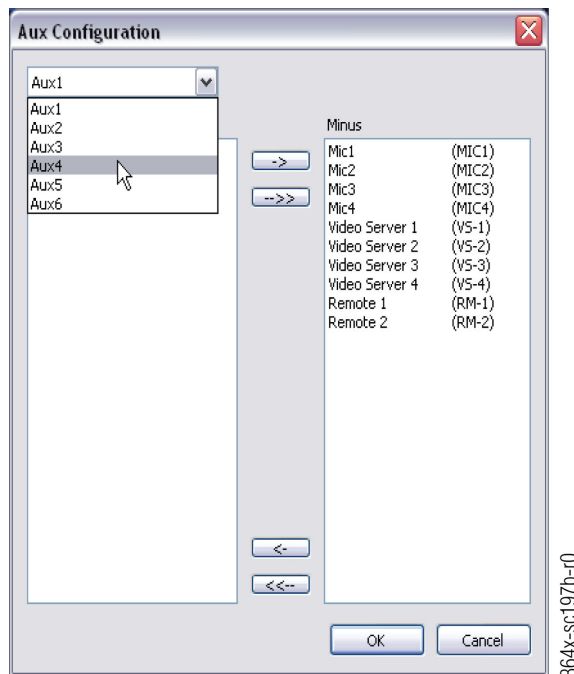 Aux Configuration
Aux1
Aux1
Aux2
Aux3
Aux4
Aux5
Aux6
->
-->>
<-
<<--
Minus
Mic1 (MIC1)
Mic2 (MIC2)
Mic3 (MIC3)
Mic4 (MIC4)
Video Server 1 (VS-1)
Video Server 2 (VS-2)
Video Server 3 (VS-3)
Video Server 4 (VS-4)
Remote 1 (RM-1)
Remote 2 (RM-2)
OK
Cancel
864x-sc197b-r0